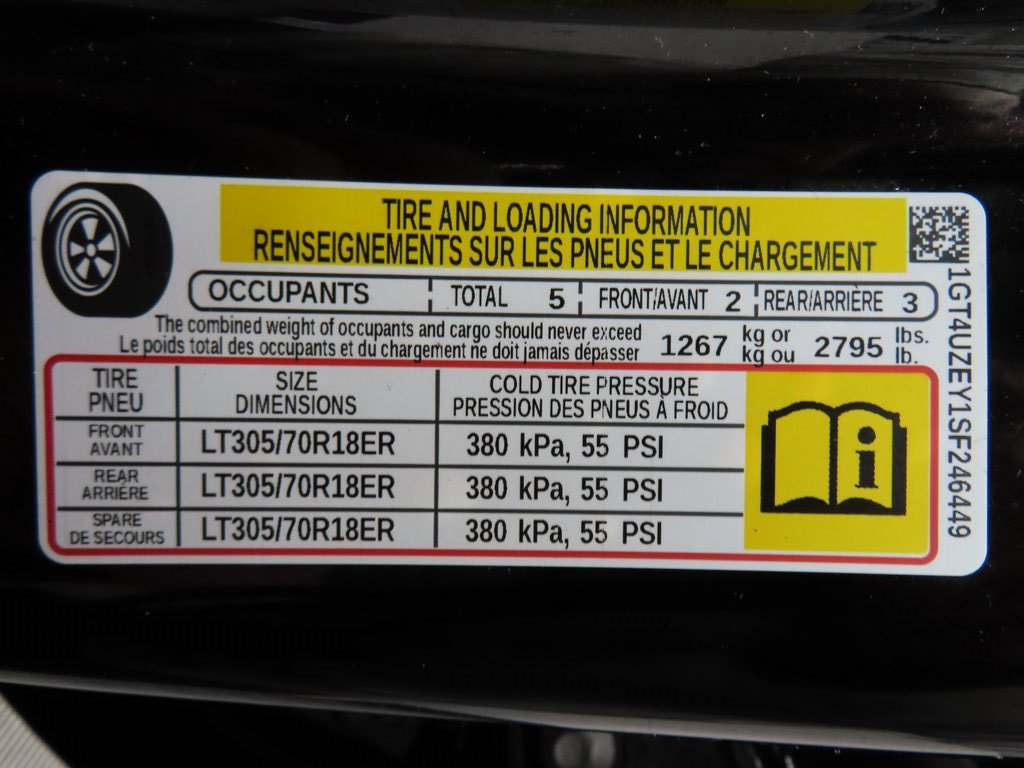 TIRE AND LOADING INFORMATION
RENSEIGNEMENTS SUR LES PNEUS ET LE CHARGEMENT
OCCUPANTS TOTAL 5 FRONT/AVANT 2 REAR/ARRIÈRE 3
The combined weight of occupants and cargo should never exceed 1267 kg or 2795 lbs.
Le poids total des occupants et du chargement ne doit jamais dépasser kg ou lb.
TIRE SIZE COLD TIRE PRESSURE
PNEU DIMENSIONS PRESSION DES PNEUS À FROID
FRONT
AVANT LT305/70R18ER 380 kPa, 55 PSI
REAR
ARRIÈRE LT305/70R18ER 380 kPa, 55 PSI
SPARE
DE SECOURS LT305/70R18ER 380 kPa, 55 PSI
i
1GT4UZEY1SF246449